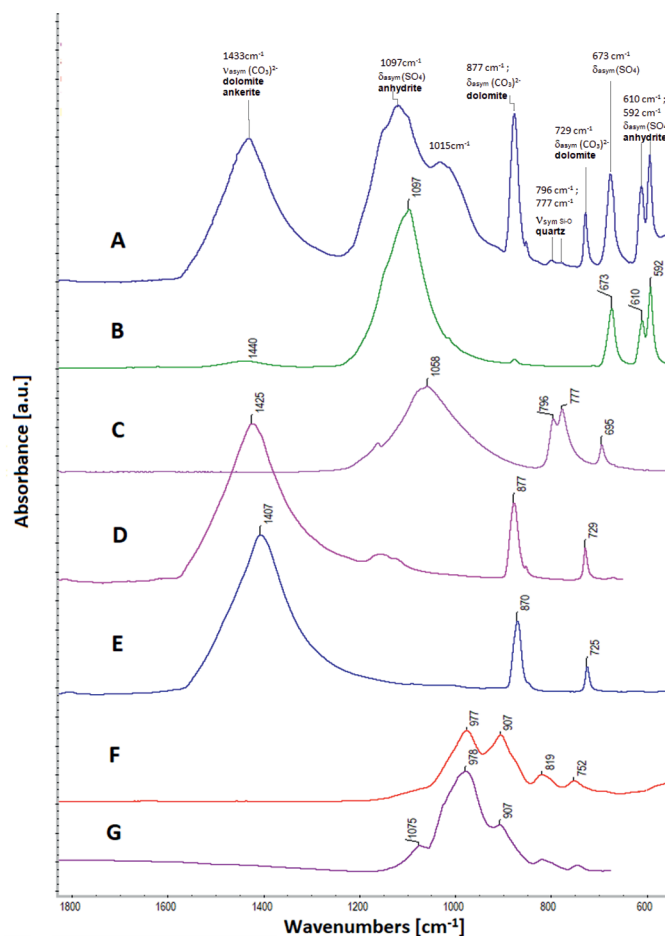 1433cm⁻¹
νasym (CO₃)²⁻
dolomite
ankerite
1097cm⁻¹
δasym (SO₄)
anhydrite
1015cm⁻¹
877 cm⁻¹ ;
δasym (CO₃)²⁻
dolomite
673 cm⁻¹
δasym (SO₄)
729 cm⁻¹
δasym (CO₃)²⁻
dolomite
610 cm⁻¹ ;
592 cm⁻¹
δasym (SO₄
anhydrite
796 cm⁻¹ ;
777 cm⁻¹
νsym Si-O
quartz
A
1097
B
1440
673
610
592
C
1058
796
777
695
D
1425
877
729
E
1407
870
725
F
977
907
819
752
G
1075
978
907
Absorbance [a.u.]
1800 1600 1400 1200 1000 800 600
Wavenumbers [cm⁻¹]